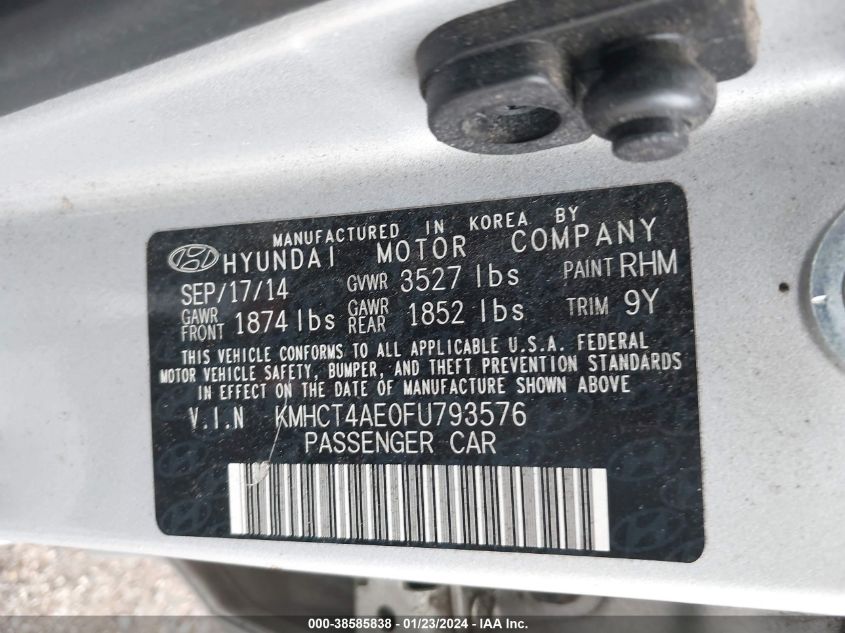 MANUFACTURED IN KOREA BY
HYUNDAI MOTOR COMPANY
SEP/17/14 GVWR 3527 lbs PAINT RHM
GAWR FRONT 1874 lbs GAWR REAR 1852 lbs TRIM 9Y
THIS VEHICLE CONFORMS TO ALL APPLICABLE U.S.A. FEDERAL
MOTOR VEHICLE SAFETY, BUMPER, AND THEFT PREVENTION STANDARDS
IN EFFECT ON THE DATE OF MANUFACTURE SHOWN ABOVE
V.I.N KMHCT4AE0FU793576
PASSENGER CAR
000-38585838 - 01/23/2024 - IAA, Inc.